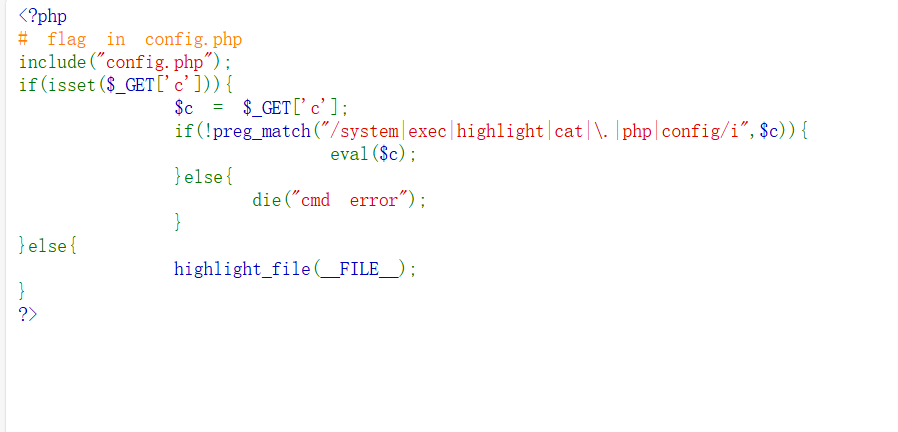 <?php
# flag in config.php
include("config.php");
if(isset($_GET['c'])){
$c = $_GET['c'];
if(!preg_match("/system|exec|highlight|cat|\.|php|config/i",$c)){
eval($c);
}else{
die("cmd error");
}
}else{
highlight_file(__FILE__);
}
?>